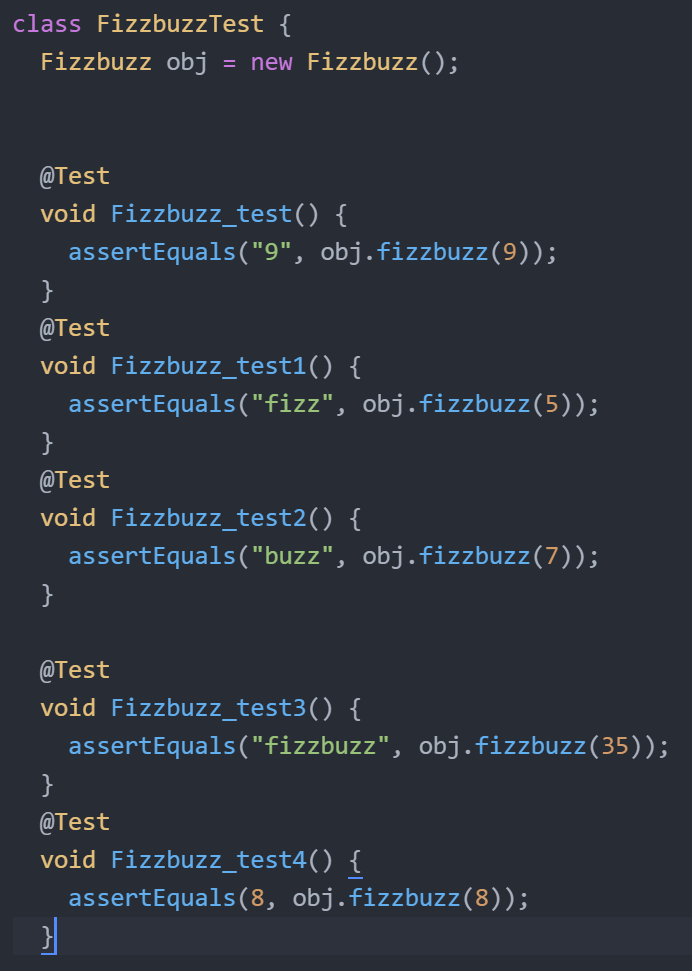 class FizzbuzzTest {
  Fizzbuzz obj = new Fizzbuzz();
  @Test
  void Fizzbuzz_test() {
    assertEquals("9", obj.fizzbuzz(9));
  }
  @Test
  void Fizzbuzz_test1() {
    assertEquals("fizz", obj.fizzbuzz(5));
  }
  @Test
  void Fizzbuzz_test2() {
    assertEquals("buzz", obj.fizzbuzz(7));
  }
  @Test
  void Fizzbuzz_test3() {
    assertEquals("fizzbuzz", obj.fizzbuzz(35));
  }
  @Test
  void Fizzbuzz_test4() {
    assertEquals(8, obj.fizzbuzz(8));
  }